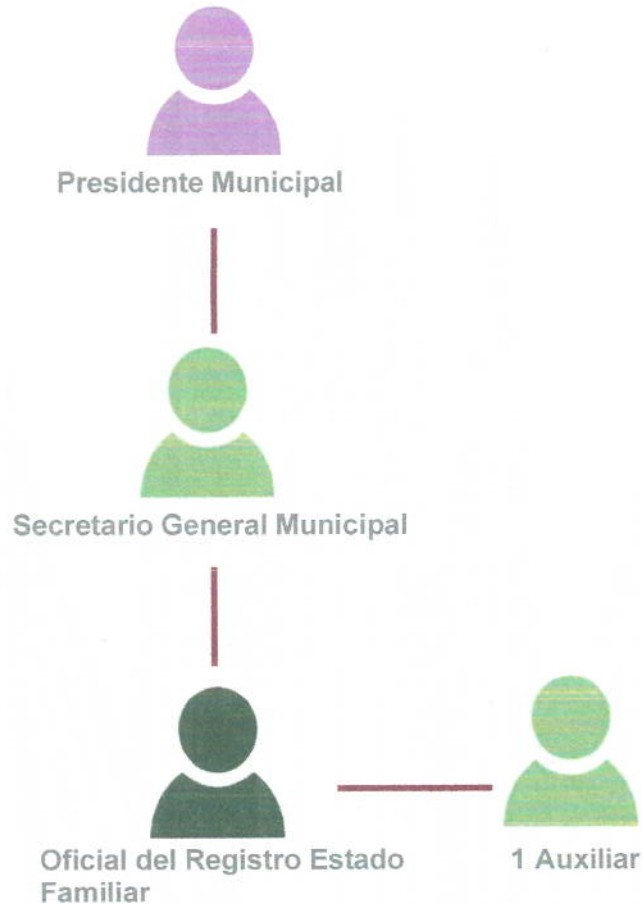 Presidente Municipal
Secretario General Municipal
Oficial del Registro Estado
Familiar
1 Auxiliar